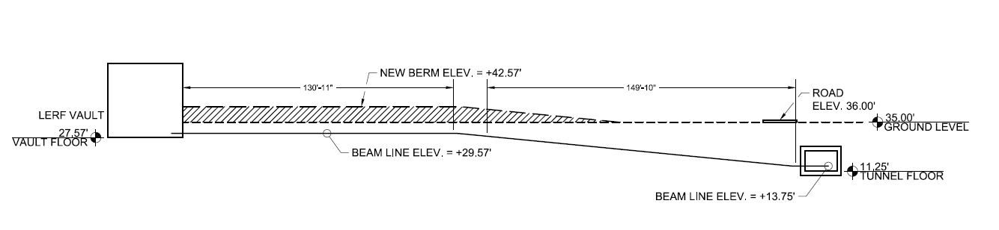 NEW BERM ELEV. = +42.57'
130'-11"
149'-10"
ROAD
ELEV. 36.00'
LERF VAULT
35.00'
GROUND LEVEL
27.57'
VAULT FLOOR
BEAM LINE ELEV. = +29.57'
11.25'
TUNNEL FLOOR
BEAM LINE ELEV. = +13.75'